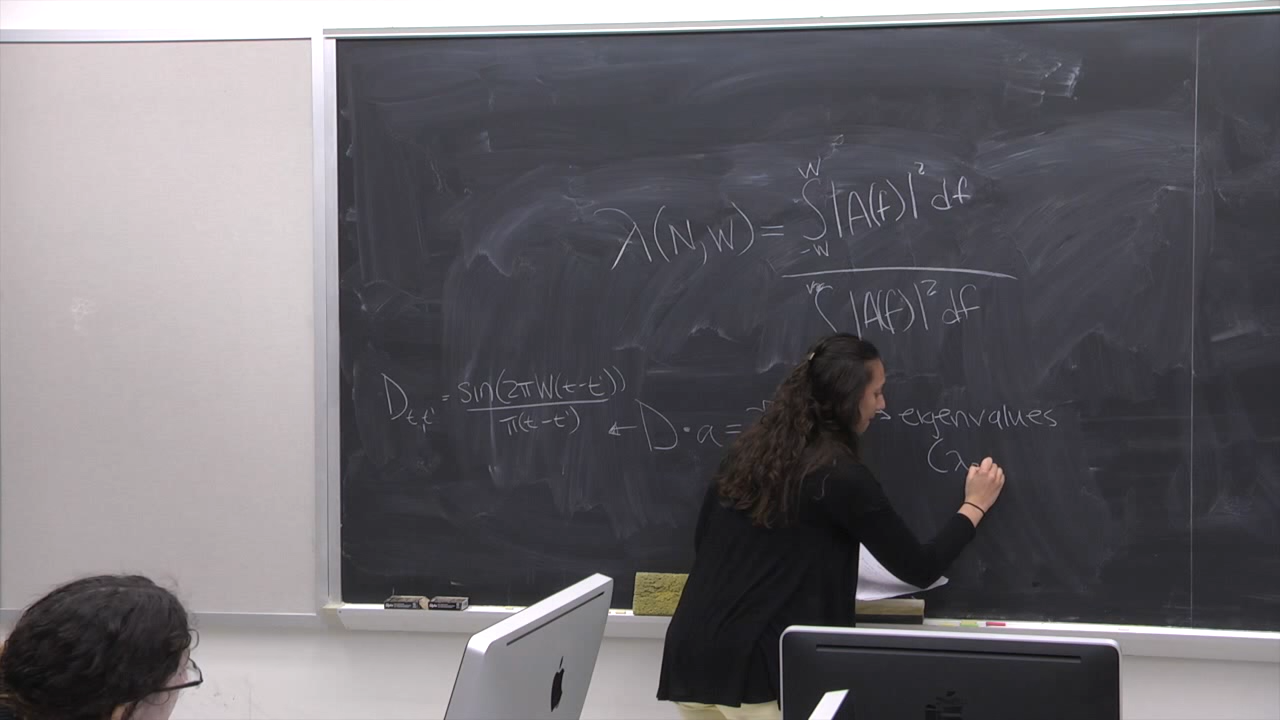 λ(N,W) = ∫_{-W}^{W} |A(f)|² df
|A(f)|² df
D_{t,t'} = sin(2πW(t-t')) / π(t-t') ← D · a = eigenvalues
(λ